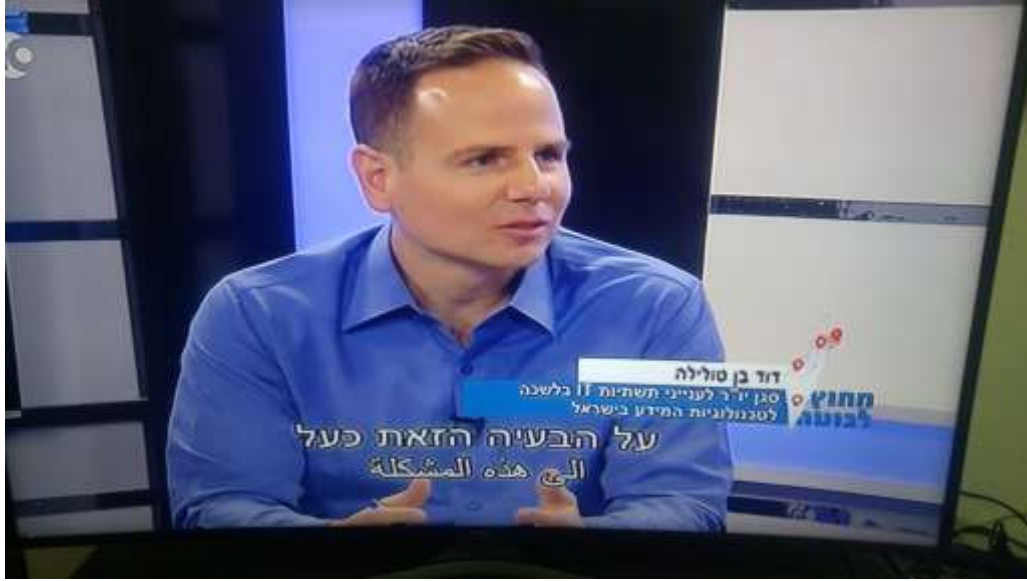 דוד בן טולילה
סגן יו"ר לענייני תשתיות IT בלשכה
לטכנולוגיות המידע בישראל
מחוץ
לבועה
על הבעיה הזאת כעל
الى هذه المشكلة